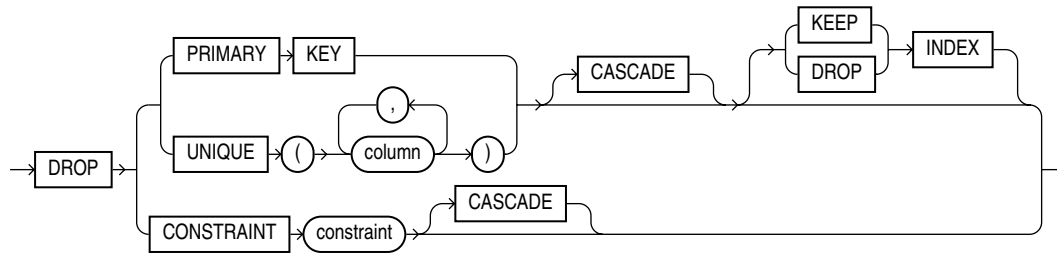 KEEP
PRIMARY KEY CASCADE INDEX
DROP
,
UNIQUE ( column )
DROP
CASCADE
CONSTRAINT constraint